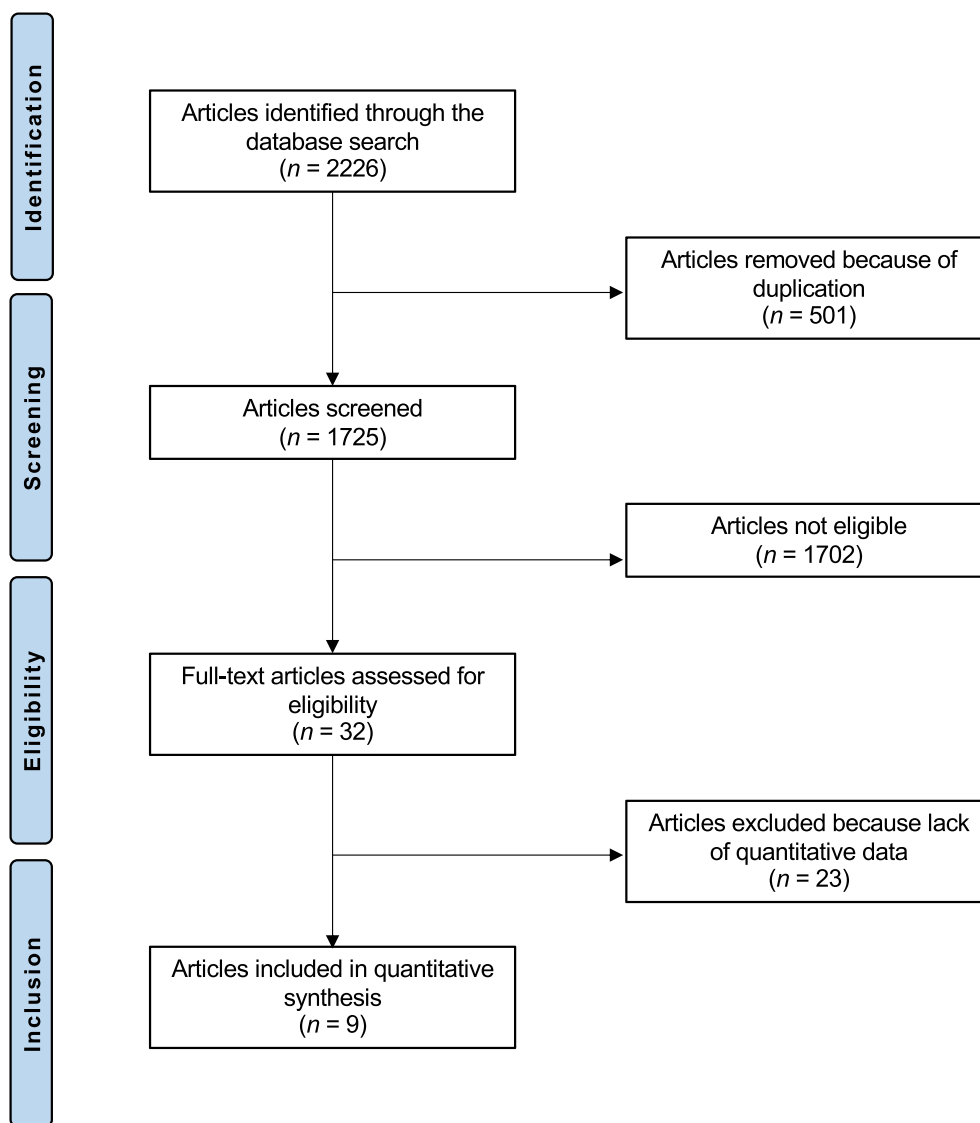 Identification
Articles identified through the
database search
(n = 2226)
Articles removed because of
duplication
(n = 501)
Screening
Articles screened
(n = 1725)
Articles not eligible
(n = 1702)
Eligibility
Full-text articles assessed for
eligibility
(n = 32)
Articles excluded because lack
of quantitative data
(n = 23)
Inclusion
Articles included in quantitative
synthesis
(n = 9)